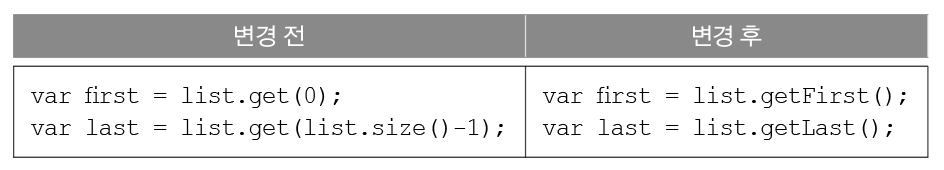 변경 전
변경 후
var first = list.get(0);
var last = list.get(list.size()-1);
var first = list.getFirst();
var last = list.getLast();